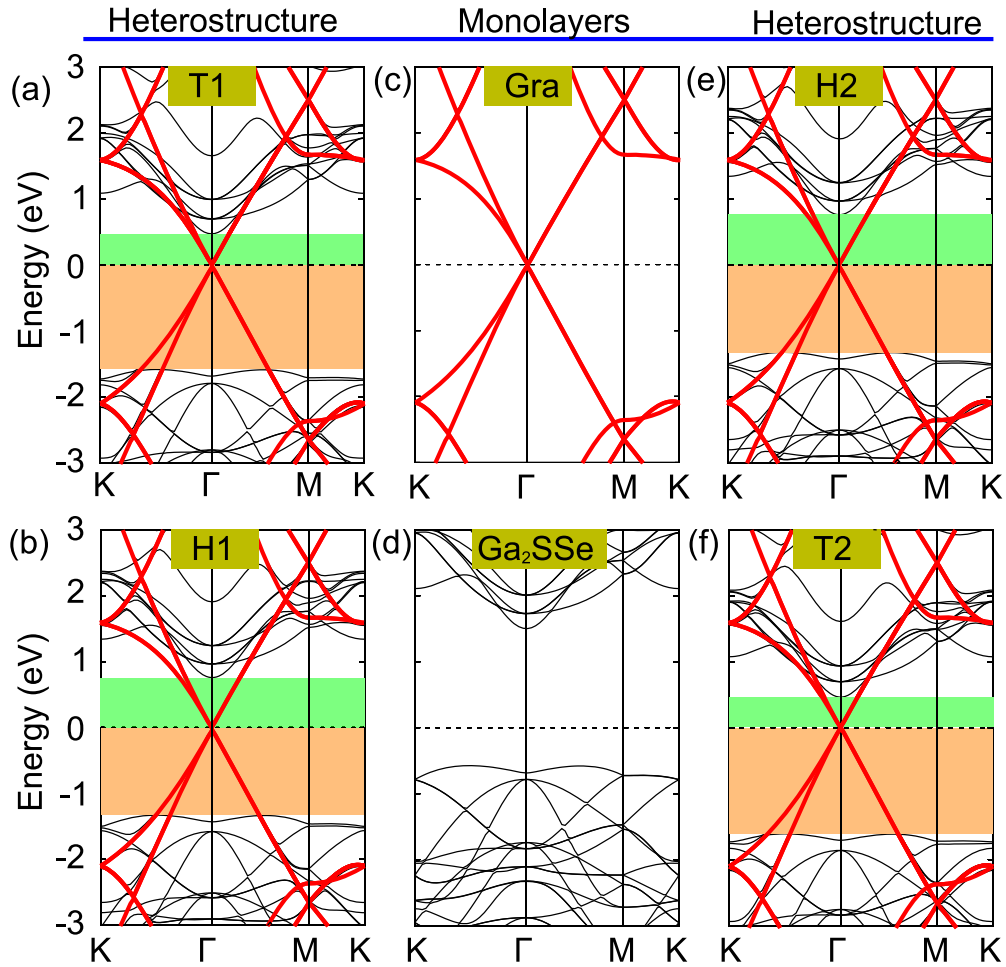 Heterostructure Monolayers Heterostructure
(a) T1 (c) Gra (e) H2
3
2
1
0
-1
-2
-3
Energy (eV)
K Γ M K K Γ M K K Γ M K
(b) H1 (d) Ga₂SSe (f) T2
3
2
1
0
-1
-2
-3
Energy (eV)
K Γ M K K Γ M K K Γ M K